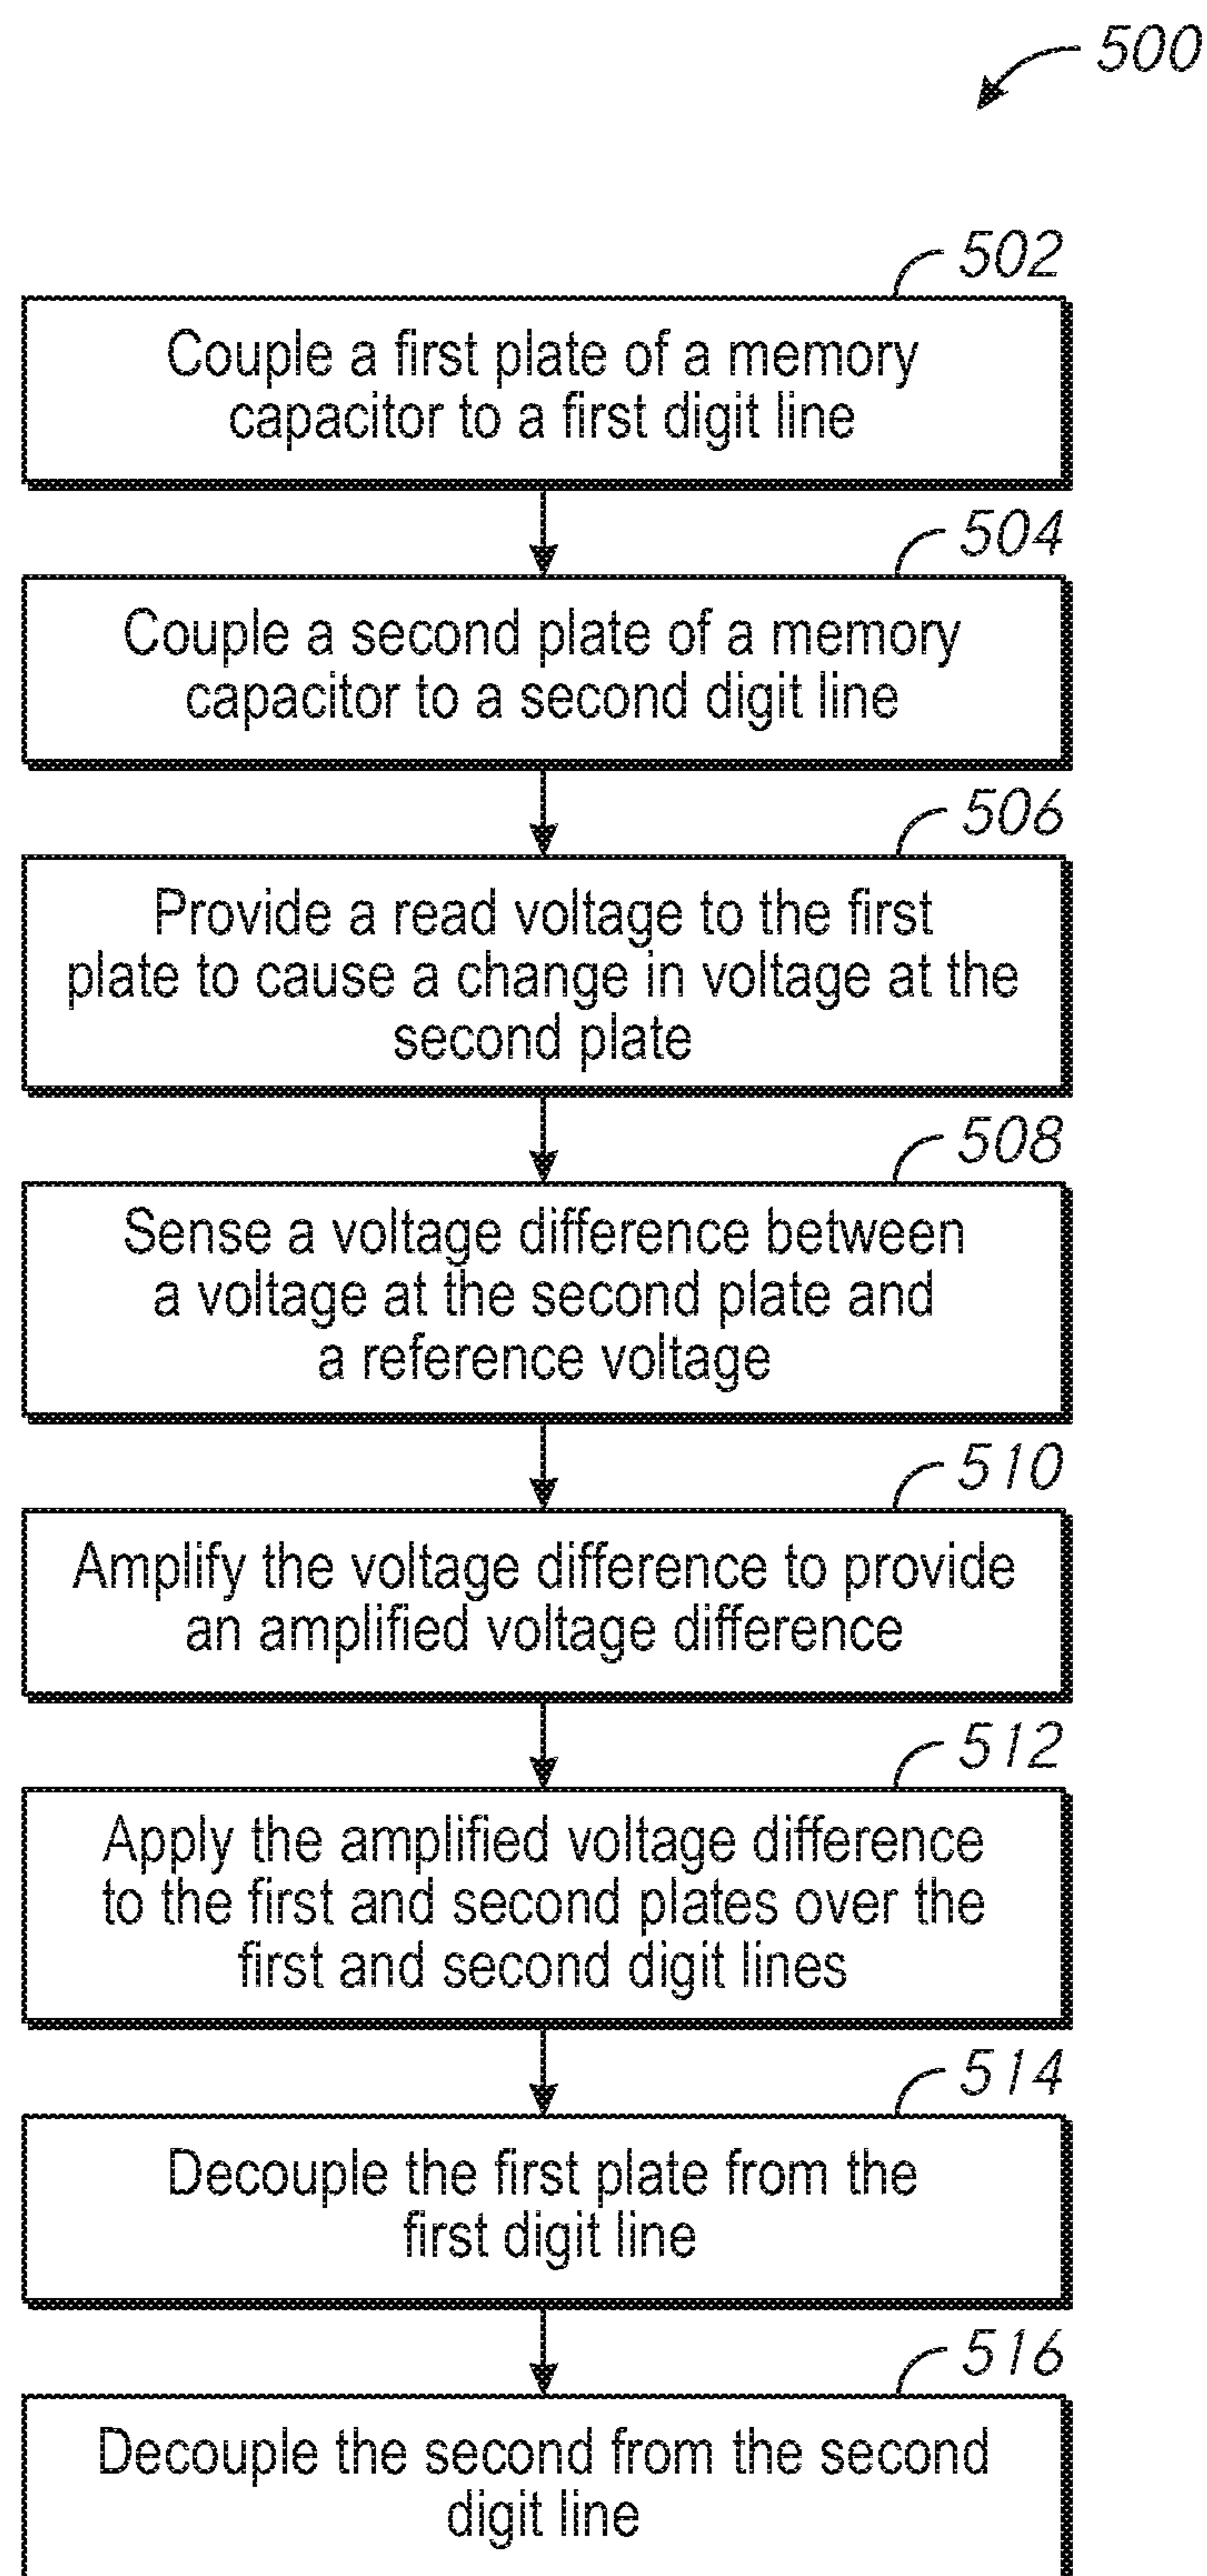 500
502
Couple a first plate of a memory
capacitor to a first digit line
504
Couple a second plate of a memory
capacitor to a second digit line
506
Provide a read voltage to the first
plate to cause a change in voltage at the
second plate
508
Sense a voltage difference between
a voltage at the second plate and
a reference voltage
510
Amplify the voltage difference to provide
an amplified voltage difference
512
Apply the amplified voltage difference
to the first and second plates over the
first and second digit lines
514
Decouple the first plate from the
first digit line
516
Decouple the second from the second
digit line